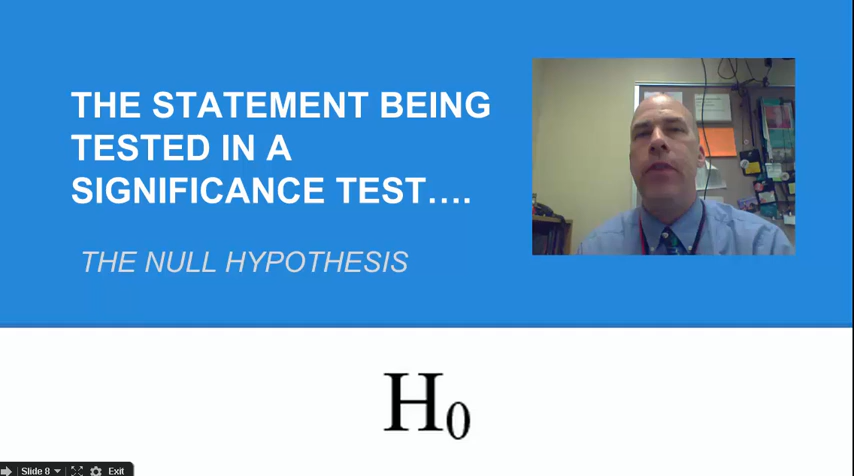 THE STATEMENT BEING
TESTED IN A
SIGNIFICANCE TEST….
THE NULL HYPOTHESIS
H0
Slide 8
Exit